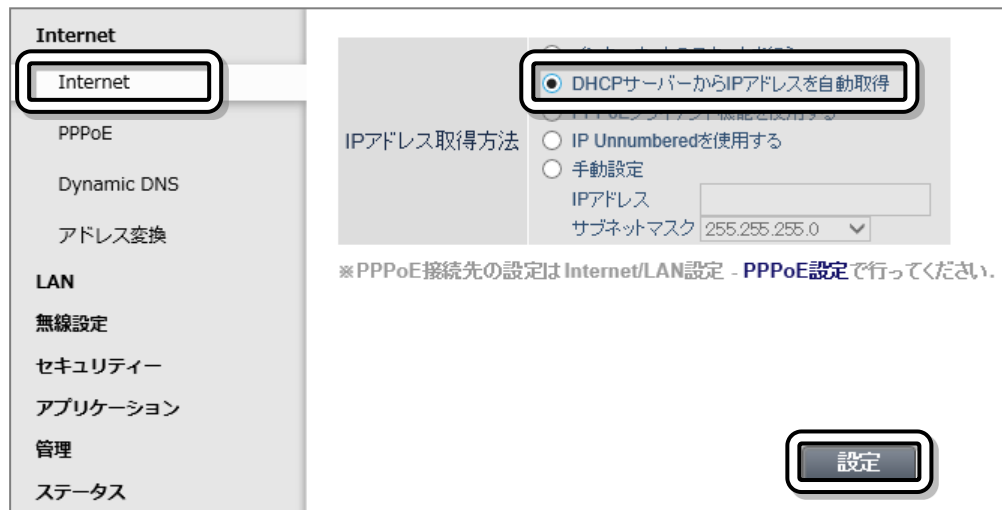 Internet
Internet
PPPoE
Dynamic DNS
アドレス変換
LAN
無線設定
セキュリティー
アプリケーション
管理
ステータス
IPアドレス取得方法
DHCPサーバーからIPアドレスを自動取得
IP Unnumberedを使用する
手動設定
IPアドレス
サブネットマスク 255.255.255.0
※PPPoE接続先の設定はInternet/LAN設定 - PPPoE設定で行ってください.
設定